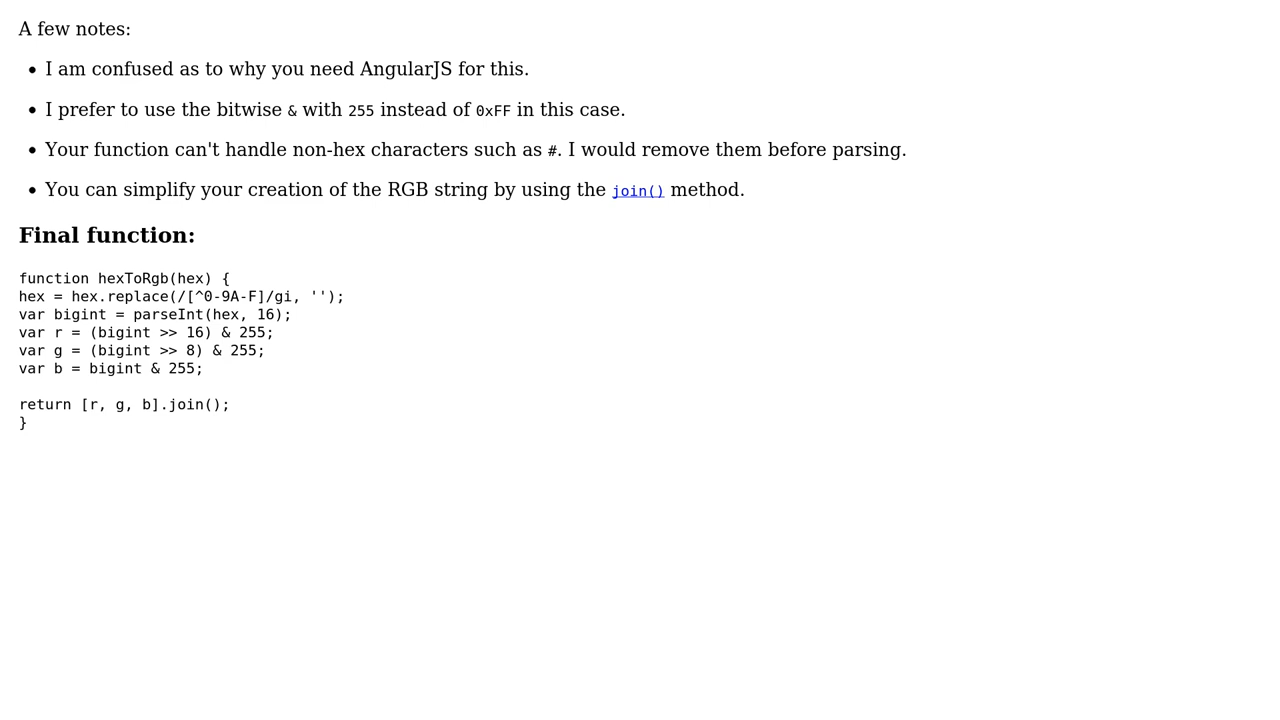 A few notes:
I am confused as to why you need AngularJS for this.
I prefer to use the bitwise & with 255 instead of 0xFF in this case.
Your function can't handle non-hex characters such as #. I would remove them before parsing.
You can simplify your creation of the RGB string by using the join() method.
Final function:
function hexToRgb(hex) {
hex = hex.replace(/[^0-9A-F]/gi, '');
var bigint = parseInt(hex, 16);
var r = (bigint >> 16) & 255;
var g = (bigint >> 8) & 255;
var b = bigint & 255;
return [r, g, b].join();
}